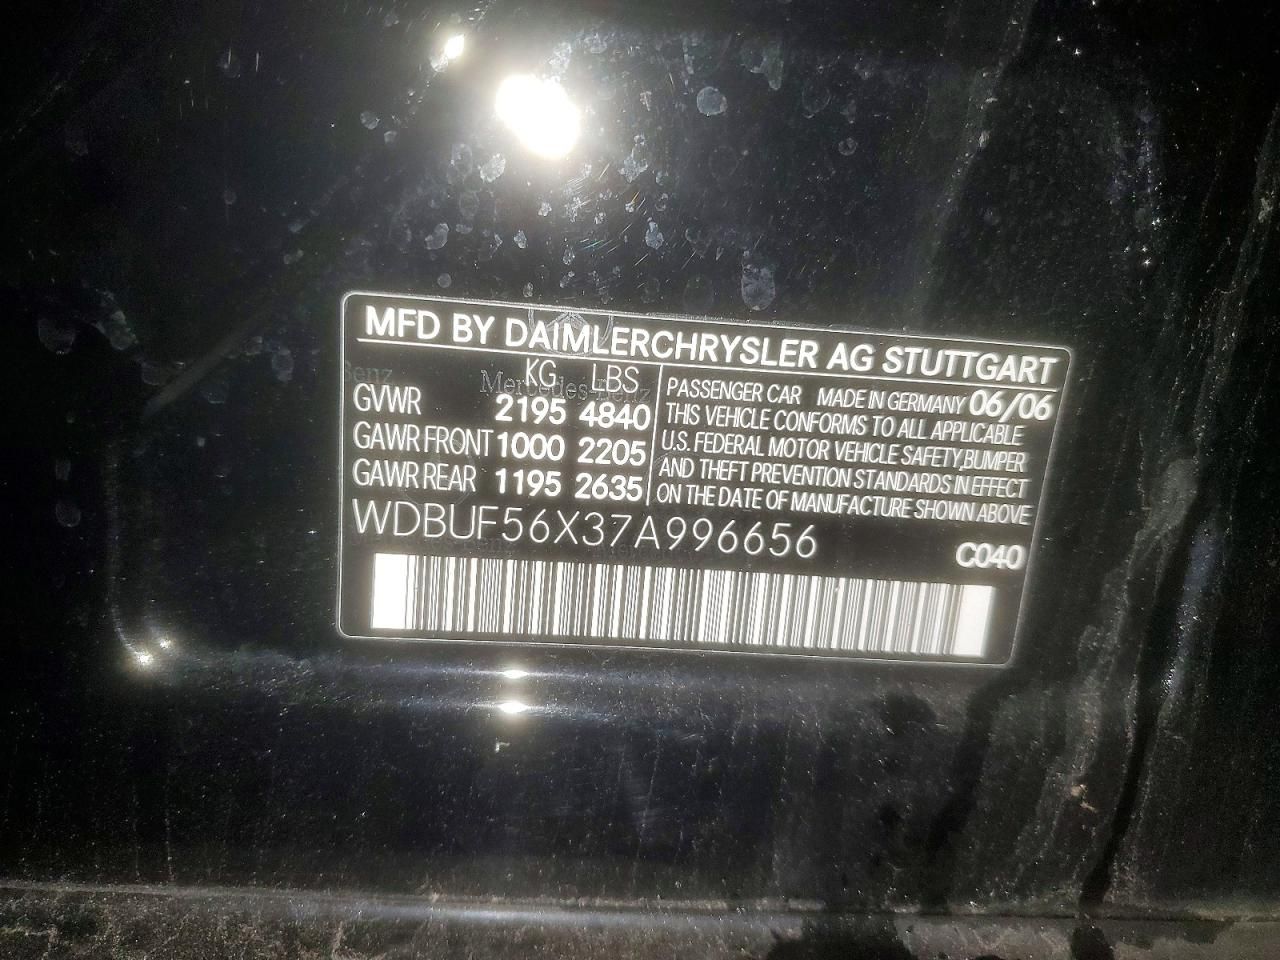 MFD BY DAIMLERCHRYSLER AG STUTTGART
KG LBS
GVWR 2195 4840
GAWR FRONT 1000 2205
GAWR REAR 1195 2635
PASSENGER CAR MADE IN GERMANY 06/06
THIS VEHICLE CONFORMS TO ALL APPLICABLE
U.S. FEDERAL MOTOR VEHICLE SAFETY, BUMPER
AND THEFT PREVENTION STANDARDS IN EFFECT
ON THE DATE OF MANUFACTURE SHOWN ABOVE
WDBUF56X37A996656
C040
Mercedes-Benz